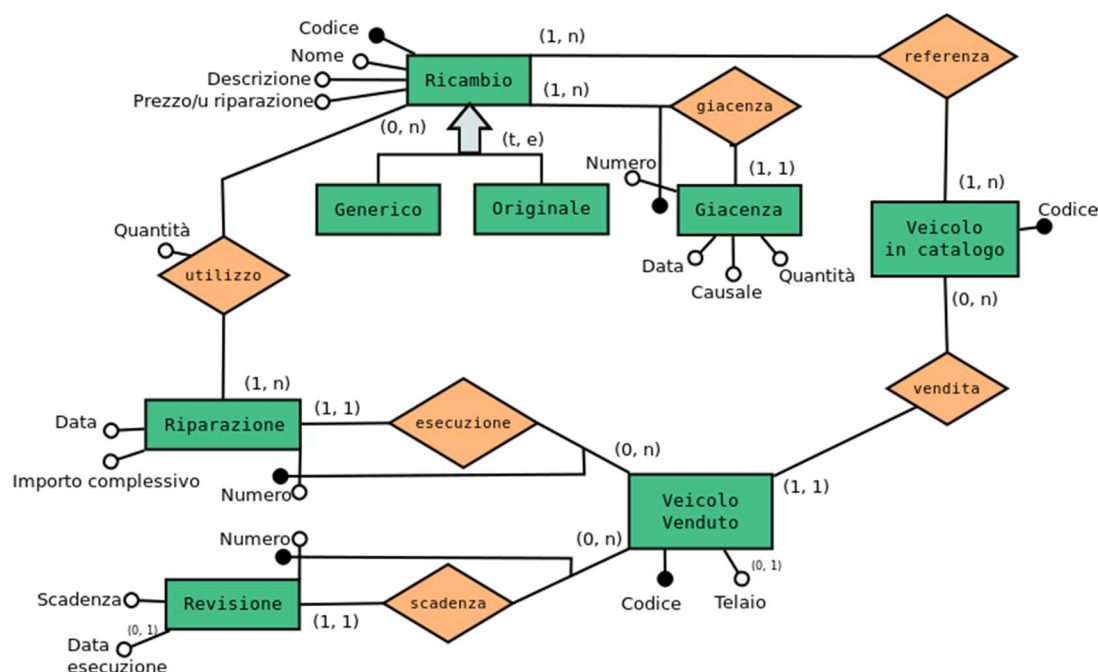 Codice
Nome
Descrizione
Prezzo/u riparazione
Ricambio
(1, n)
referenza
(1, n)
giacenza
(0, n)
(t, e)
Generico
Originale
Numero
(1, 1)
Giacenza
Data
Causale
Quantità
(1, n)
Veicolo
in catalogo
Codice
(0, n)
Quantità
utilizzo
vendita
(1, n)
Data
Riparazione
(1, 1)
esecuzione
(0, n)
Importo complessivo
Numero
Veicolo
Venduto
(1, 1)
Numero
(0, n)
Codice
Telaio
(0, 1)
Scadenza
Revisione
(1, 1)
scadenza
(0, 1)
Data
esecuzione